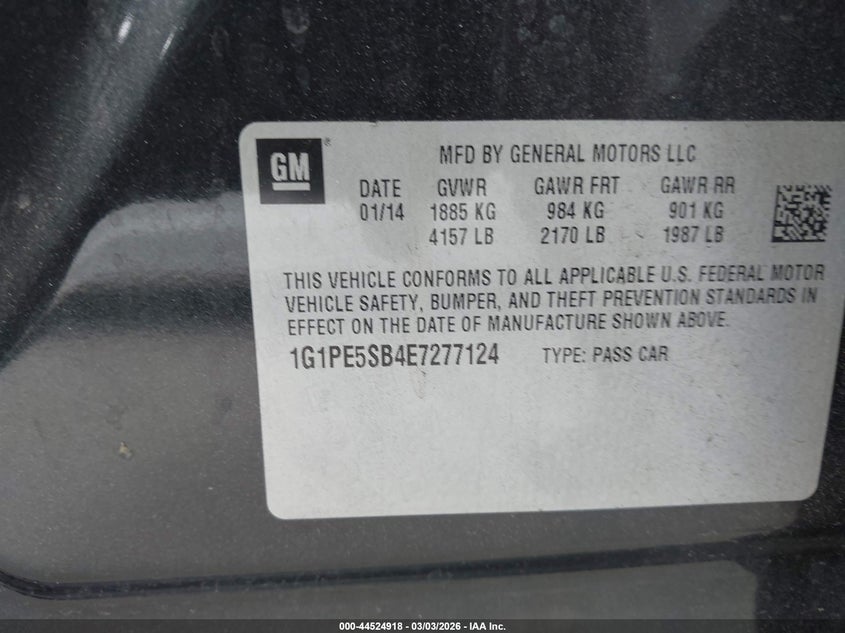 GM®
MFD BY GENERAL MOTORS LLC
DATE GVWR GAWR FRT GAWR RR
01/14 1885 KG 984 KG 901 KG
4157 LB 2170 LB 1987 LB
THIS VEHICLE CONFORMS TO ALL APPLICABLE U.S. FEDERAL MOTOR
VEHICLE SAFETY, BUMPER, AND THEFT PREVENTION STANDARDS IN
EFFECT ON THE DATE OF MANUFACTURE SHOWN ABOVE.
1G1PE5SB4E7277124 TYPE: PASS CAR
000-44524918 - 03/03/2026 - IAA Inc.